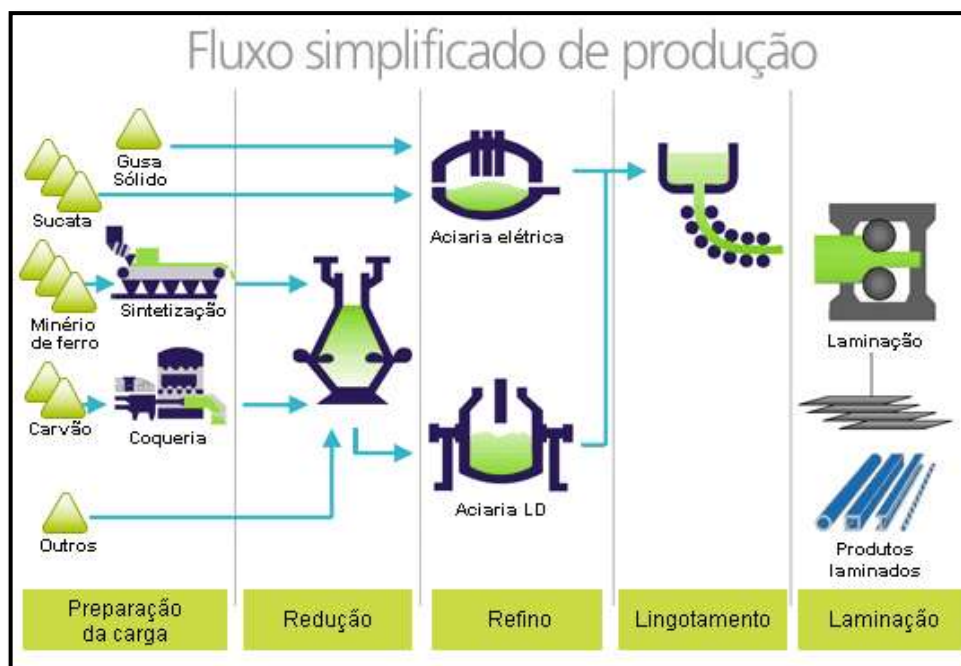 Fluxo simplificado de produção
Gusa
Sólido
Sucata
Aciaria elétrica
Sintetização
Minério
de ferro
Laminação
Carvão
Coqueria
Aciaria LD
Outros
Produtos
laminados
Preparação
da carga
Redução
Refino
Lingotamento
Laminação